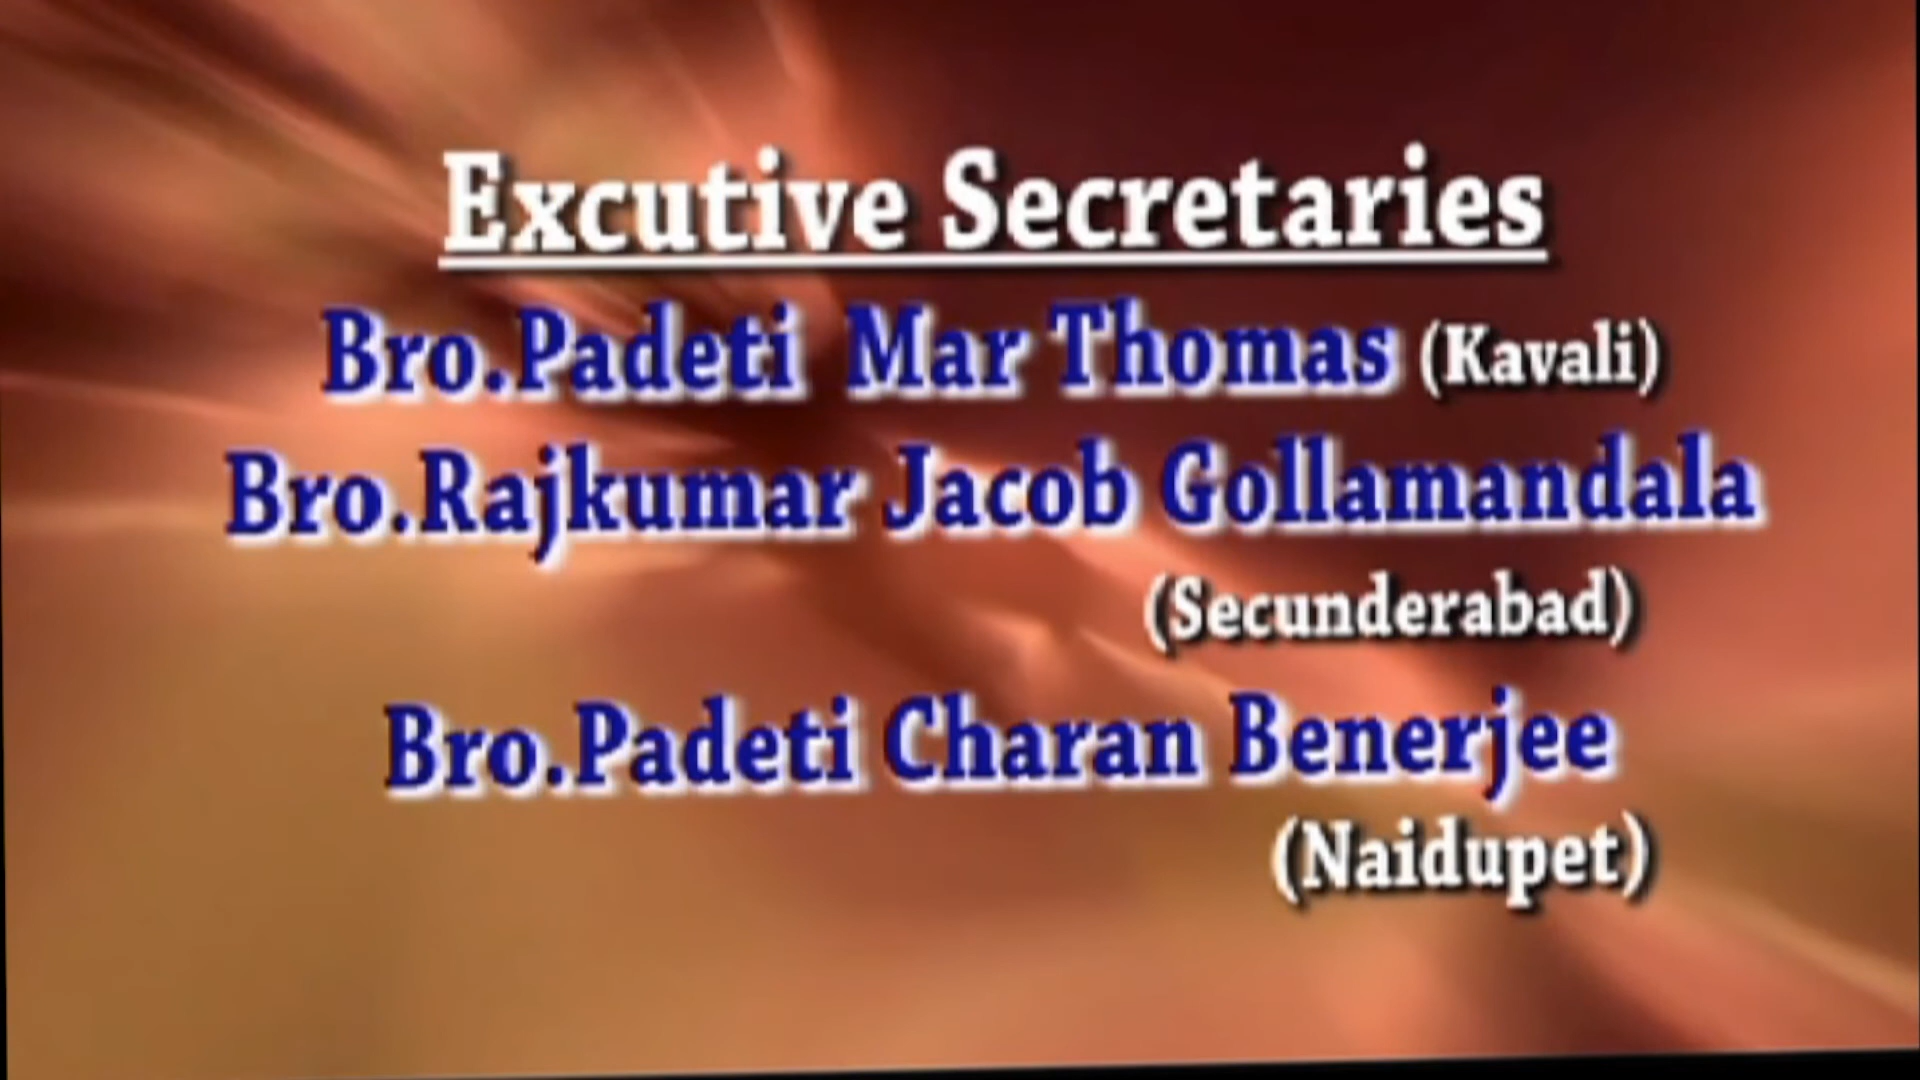 Excutive Secretaries
Bro.Padeti Mar Thomas (Kavali)
Bro.Rajkumar Jacob Gollamandala
(Secunderabad)
Bro.Padeti Charan Benerjee
(Naidupet)